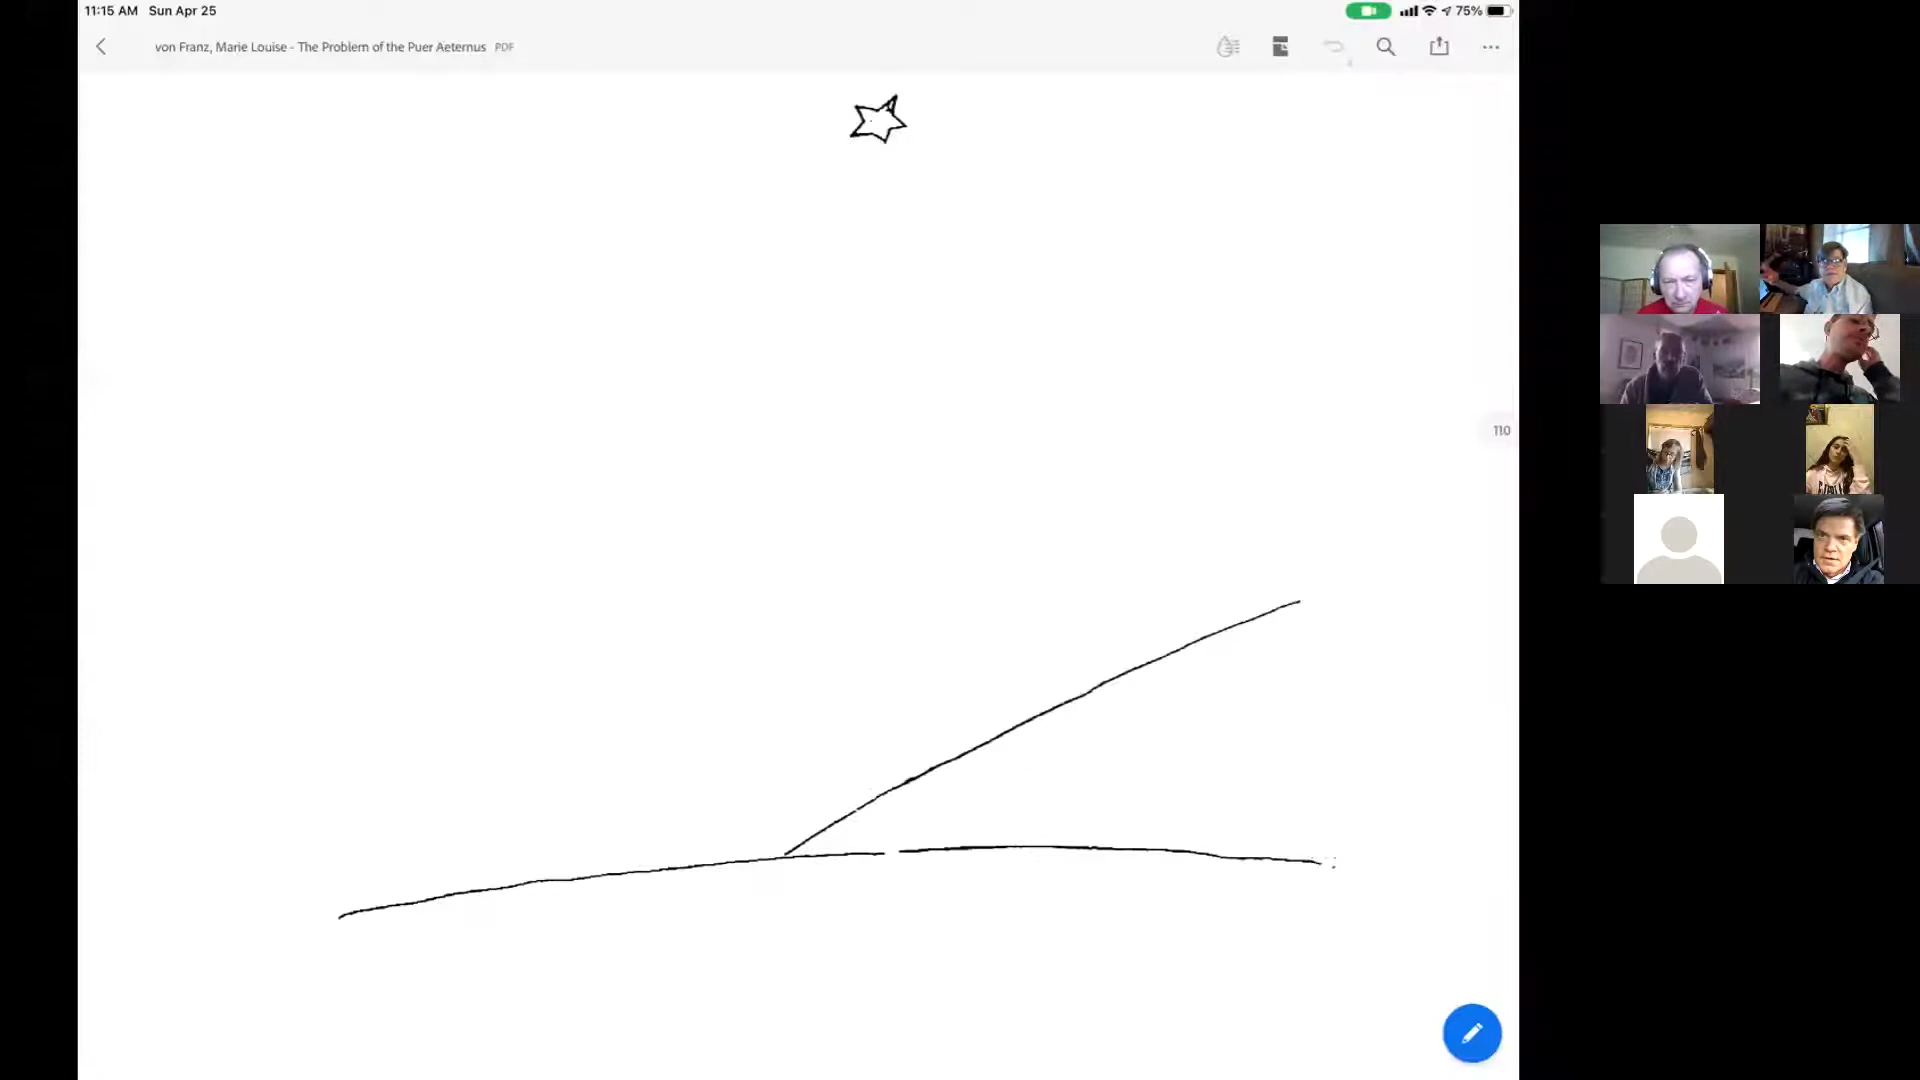 11:15 AM Sun Apr 25
75%
von Franz, Marie Louise - The Problem of the Puer Aeternus PDF
110